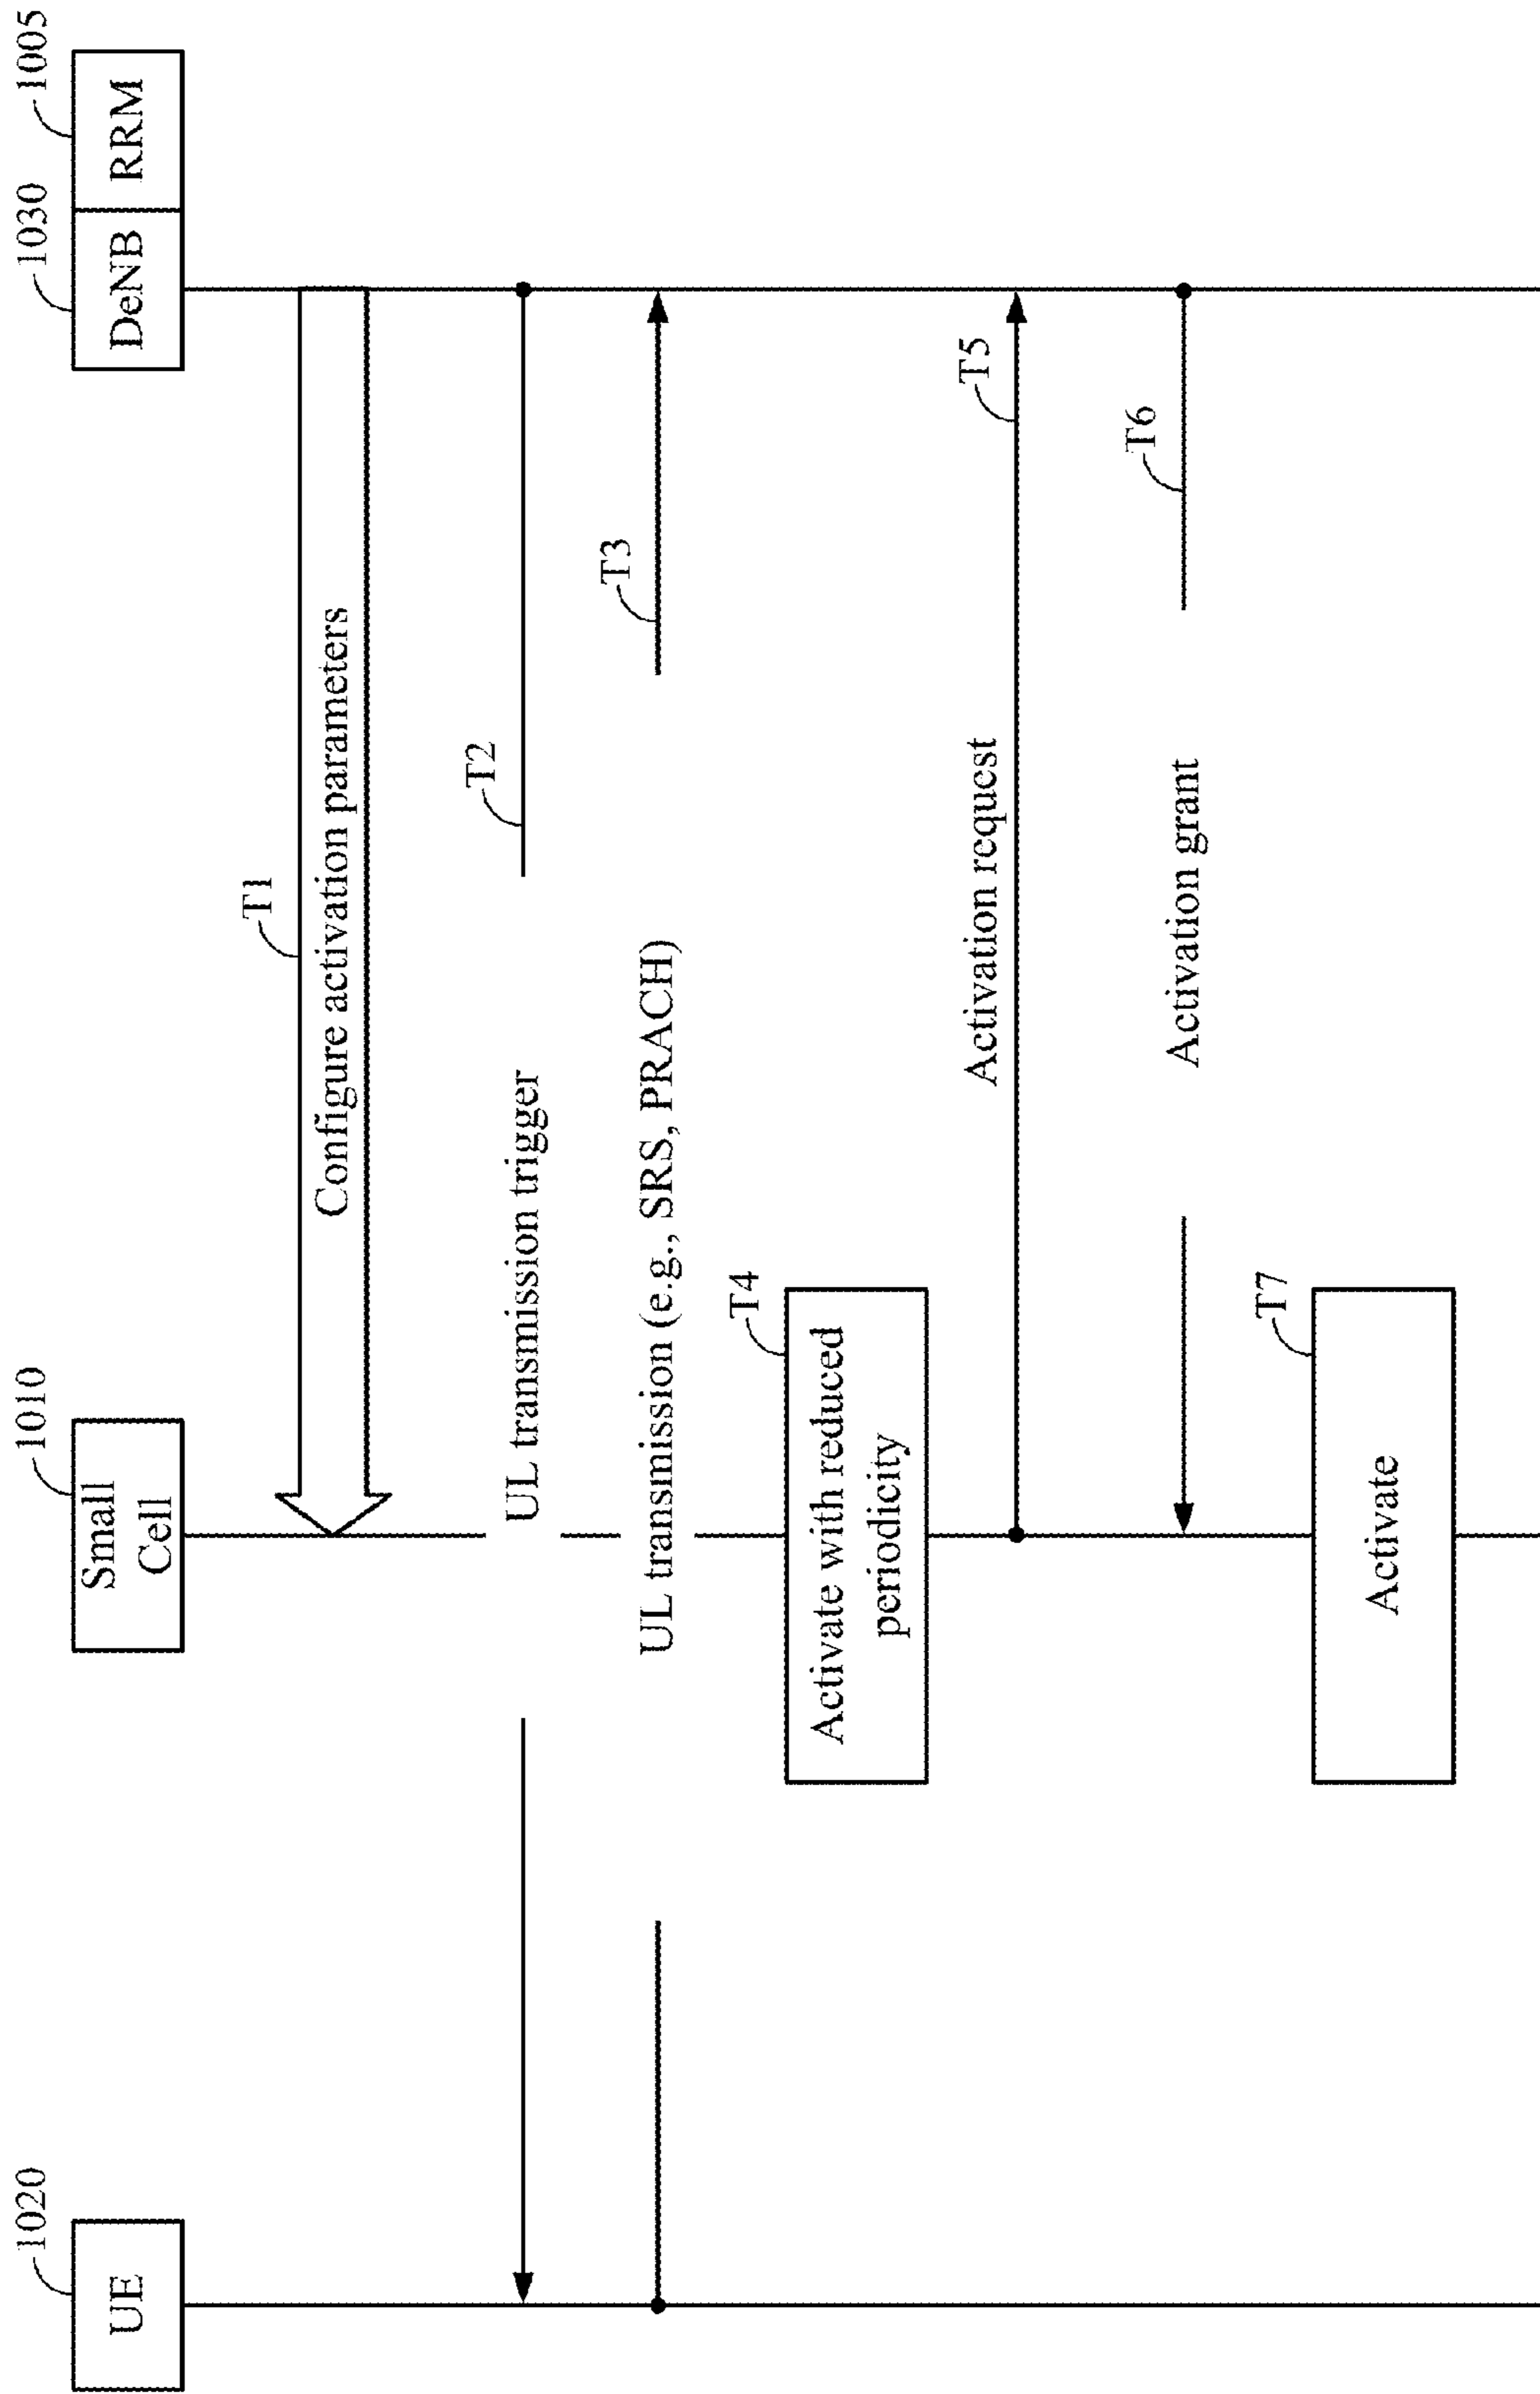 1020
UE
1010
Small
Cell
1030
DeNB
1005
RRM
T1
Configure activation parameters
T2
UL transmission trigger
T3
UL transmission (e.g., SRS, PRACH)
T4
Activate with reduced
periodicity
T5
Activation request
T6
Activation grant
T7
Activate